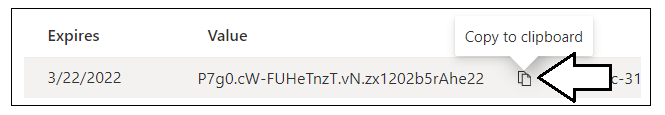 Expires Value Copy to clipboard
3/22/2022 P7g0.cW-FUHeTnzT.vN.zx1202b5rAhe22 c-31